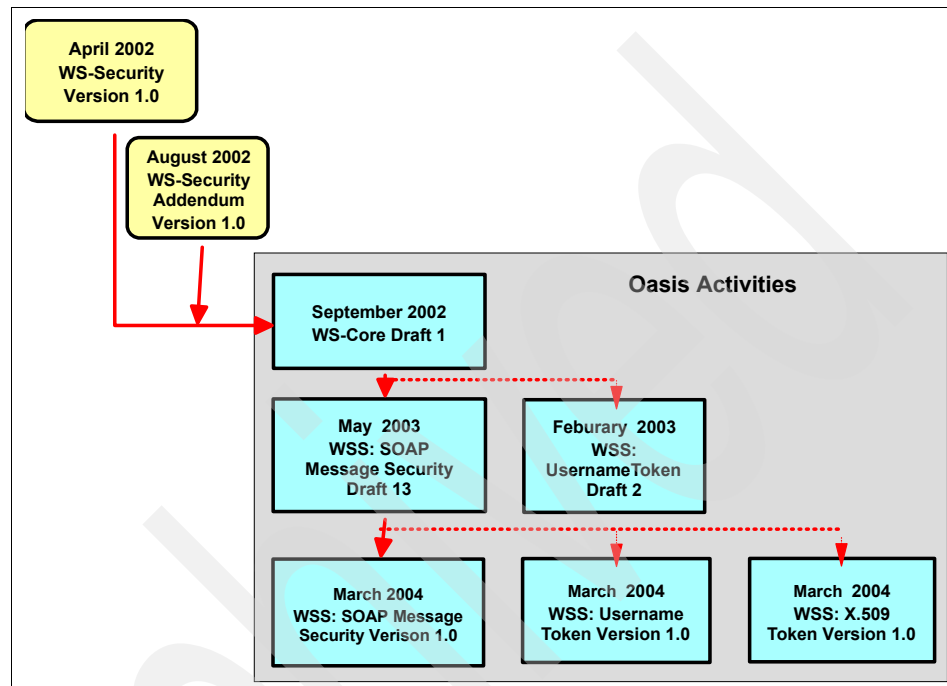 April 2002
WS-Security
Version 1.0
August 2002
WS-Security
Addendum
Version 1.0
Oasis Activities
September 2002
WS-Core Draft 1
May 2003
WSS: SOAP
Message Security
Draft 13
Feburary 2003
WSS:
UsernameToken
Draft 2
March 2004
WSS: SOAP Message
Security Verison 1.0
March 2004
WSS: Username
Token Version 1.0
March 2004
WSS: X.509
Token Version 1.0